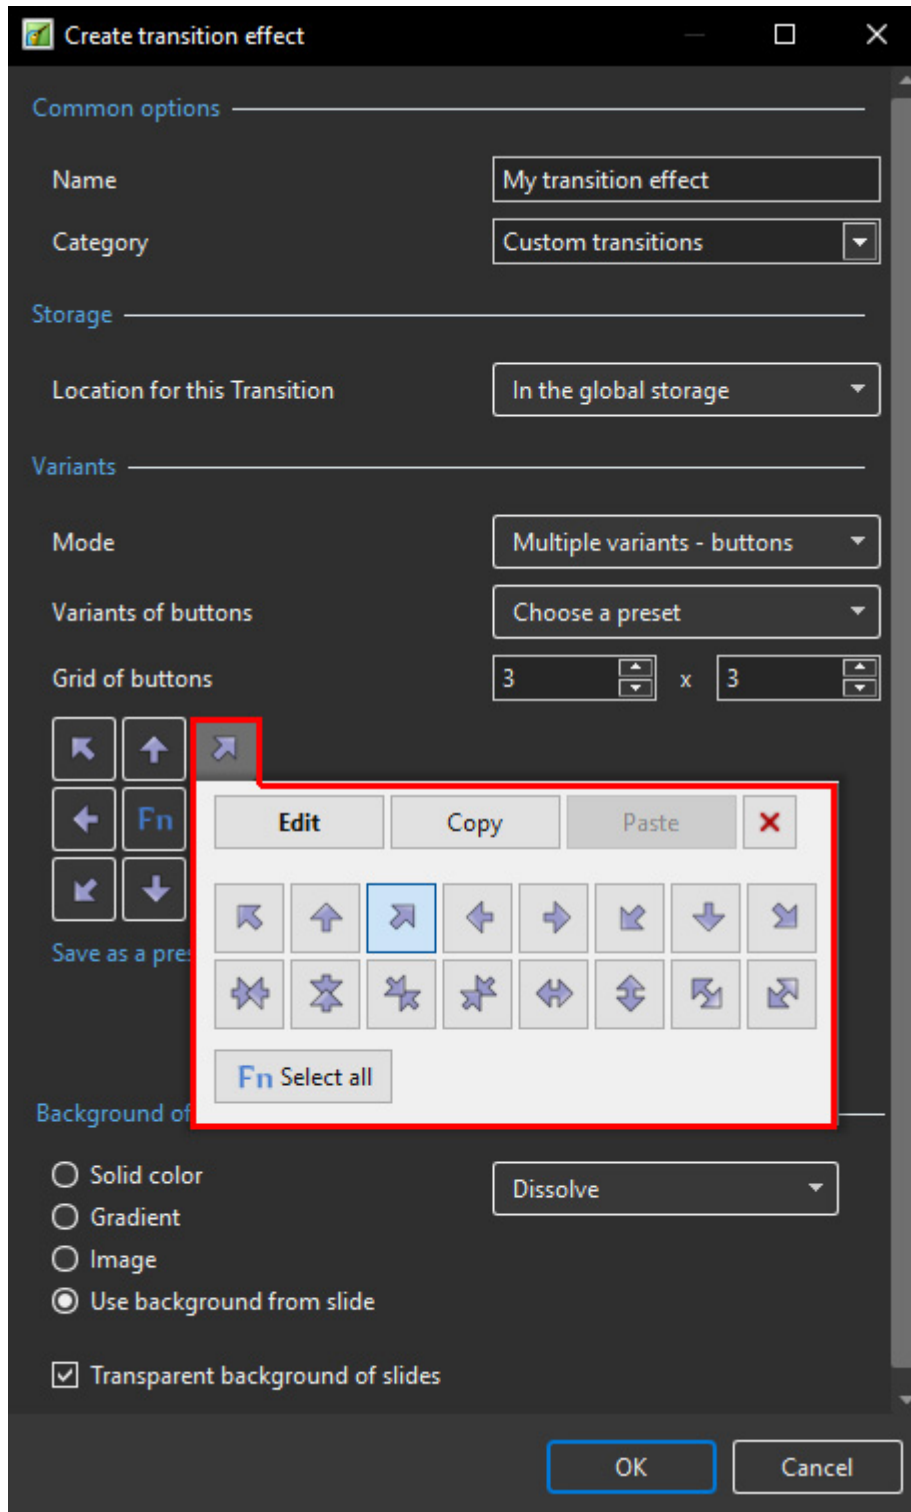 Create transition effect
Common options
Name My transition effect
Category Custom transitions
Storage
Location for this Transition In the global storage
Variants
Mode Multiple variants - buttons
Variants of buttons Choose a preset
Grid of buttons 3 x 3
Fn Edit Copy Paste
Save as a pres
Fn Select all
Background of
Solid color Dissolve
Gradient
Image
Use background from slide
Transparent background of slides
OK Cancel